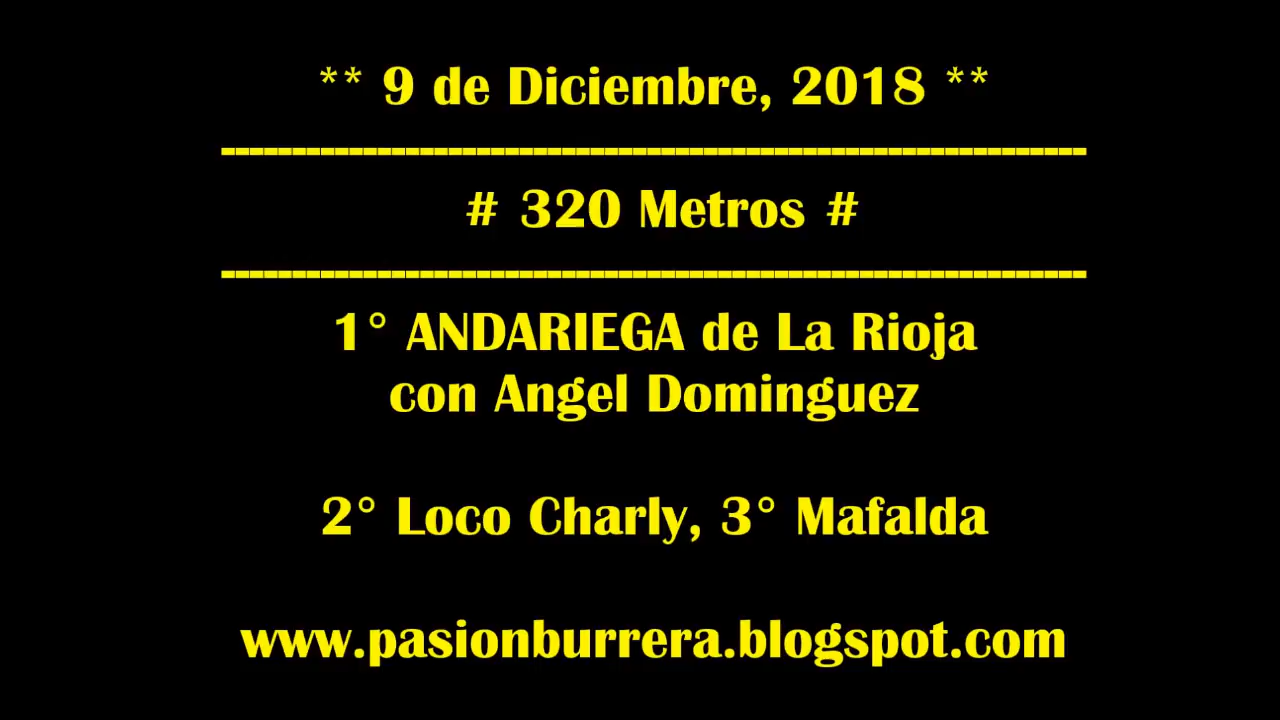 ** 9 de Diciembre, 2018 **
-------------------------------------------------------------
# 320 Metros #
-------------------------------------------------------------
1° ANDARIEGA de La Rioja
con Angel Dominguez
2° Loco Charly, 3° Mafalda
www.pasionburrera.blogspot.com